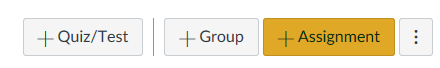 + Quiz/Test + Group + Assignment